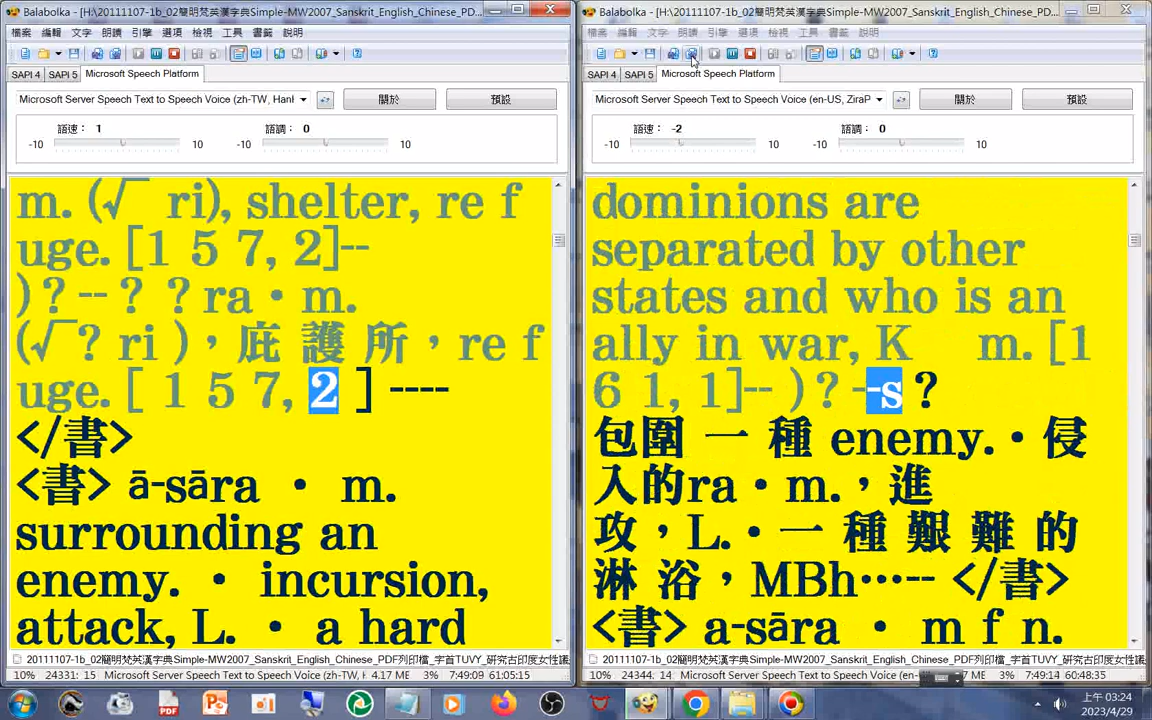 Balabolka - [H:\20111107-1b_02簡明梵英漢字典Simple-MW2007_Sanskrit_English_Chinese_PD...
檔案 編輯 文字 朗讀 引擎 選項 檢視 工具 書籤 說明
SAPI 4 SAPI 5 Microsoft Speech Platform
Microsoft Server Speech Text to Speech Voice (zh-TW, Hanl 關於 預設
語速： 1 語調： 0
-10 10 -10 10
m. (√ ri), shelter, re f
uge. [1 5 7, 2]--
)？-- ？ ？ra・m.
(√? ri )，庇 護 所，re f
uge. [ 1 5 7, 2 ] ----
</書>
<書> ā-sāra ・ m.
surrounding an
enemy. ・ incursion,
attack, L. ・ a hard
20111107-1b_02簡明梵英漢字典Simple-MW2007_Sanskrit_English_Chinese_PDF列印檔_字首TUVY_研究古印度女性議
10% 24331: 15 Microsoft Server Speech Text to Speech Voice (zh-TW, H 4.17 ME 3% 7:49:09 61:05:15
Balabolka - [H:\20111107-1b_02簡明梵英漢字典Simple-MW2007_Sanskrit_English_Chinese_PDF...
檔案 編輯 文字 朗讀 引擎 選項 檢視 工具 書籤 說明
SAPI 4 SAPI 5 Microsoft Speech Platform
Microsoft Server Speech Text to Speech Voice (en-US, ZiraP 關於 預設
語速： -2 語調： 0
-10 10 -10 10
dominions are
separated by other
states and who is an
ally in war, K m. [1
6 1, 1]-- )？--s ？
包圍 一 種 enemy.・侵
入的ra・m.，進
攻，L.・一 種 艱 難 的
淋 浴，MBh…-- </書>
<書> a-sāra ・ m f n.
20111107-1b_02簡明梵英漢字典Simple-MW2007_Sanskrit_English_Chinese_PDF列印檔_字首TUVY_研究古印度女性議
10% 24344: 14 Microsoft Server Speech Text to Speech Voice (en-U 3% 7:49:14 60:48:35
上午 03:24
2023/4/29